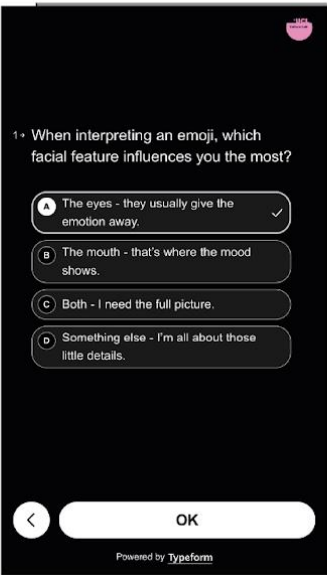 UCL
1→ When interpreting an emoji, which
facial feature influences you the most?
A The eyes - they usually give the
emotion away.
B The mouth - that's where the mood
shows.
C Both - I need the full picture.
D Something else - I'm all about those
little details.
OK
Powered by Typeform